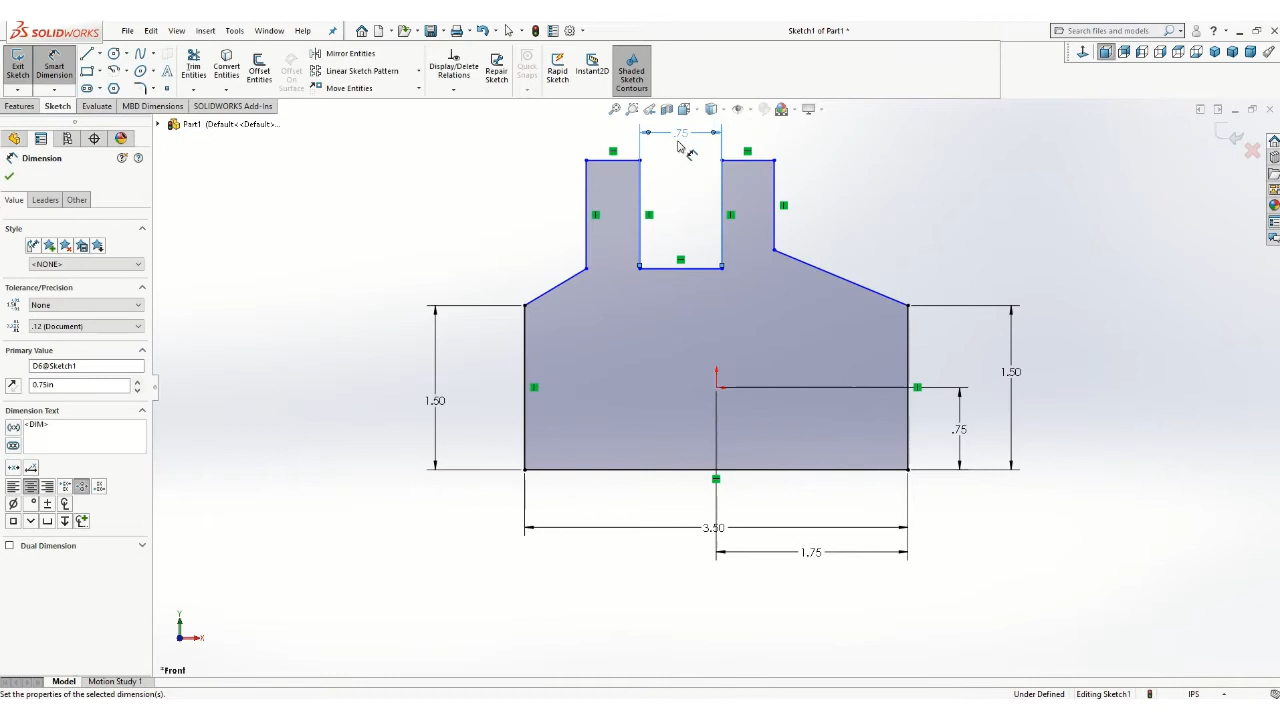 SOLIDWORKS
File Edit View Insert Tools Window Help
Sketch1 of Part1 *
Search files and models
Exit Sketch
Smart Dimension
Trim Entities
Convert Entities
Offset Entities
Offset On Surface
Mirror Entities
Linear Sketch Pattern
Move Entities
Display/Delete Relations
Repair Sketch
Quick Snaps
Rapid Sketch
Instant2D
Shaded Sketch Contours
Features Sketch Evaluate MBD Dimensions SOLIDWORKS Add-Ins
Part1 (Default<<Default>...
Dimension
Value Leaders Other
Style
<NONE>
Tolerance/Precision
None
.12 (Document)
Primary Value
D6@Sketch1
0.75in
Dimension Text
<DIM>
Dual Dimension
.75
1.50
1.50
.75
3.50
1.75
Y
X
*Front
Model Motion Study 1
Set the properties of the selected dimension(s).
Under Defined Editing Sketch1 IPS